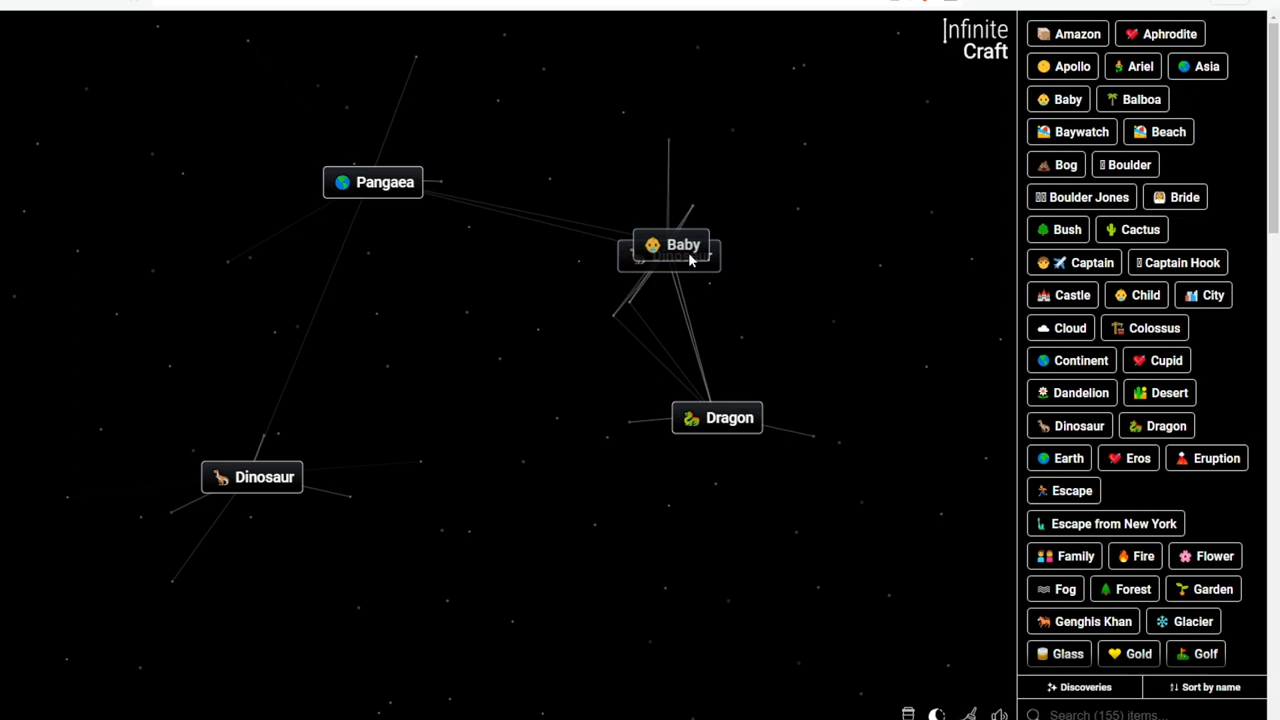 Infinite
Craft
Pangaea
Baby
Dinosaur
Dragon
Dinosaur
Amazon Aphrodite
Apollo Ariel Asia
Baby Balboa
Baywatch Beach
Bog Boulder
Boulder Jones Bride
Bush Cactus
Captain Captain Hook
Castle Child City
Cloud Colossus
Continent Cupid
Dandelion Desert
Dinosaur Dragon
Earth Eros Eruption
Escape
Escape from New York
Family Fire Flower
Fog Forest Garden
Genghis Khan Glacier
Glass Gold Golf
Discoveries Sort by name
Search (155) items...